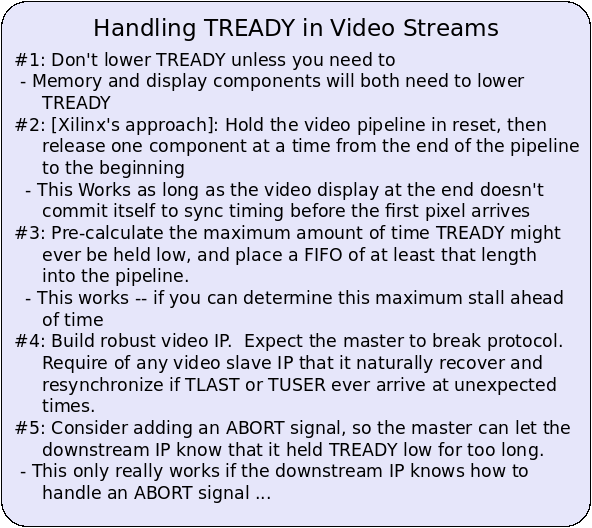 Handling TREADY in Video Streams
#1: Don't lower TREADY unless you need to
- Memory and display components will both need to lower
TREADY
#2: [Xilinx's approach]: Hold the video pipeline in reset, then
release one component at a time from the end of the pipeline
to the beginning
- This Works as long as the video display at the end doesn't
commit itself to sync timing before the first pixel arrives
#3: Pre-calculate the maximum amount of time TREADY might
ever be held low, and place a FIFO of at least that length
into the pipeline.
- This works -- if you can determine this maximum stall ahead
of time
#4: Build robust video IP.  Expect the master to break protocol.
Require of any video slave IP that it naturally recover and
resynchronize if TLAST or TUSER ever arrive at unexpected
times.
#5: Consider adding an ABORT signal, so the master can let the
downstream IP know that it held TREADY low for too long.
- This only really works if the downstream IP knows how to
handle an ABORT signal ...